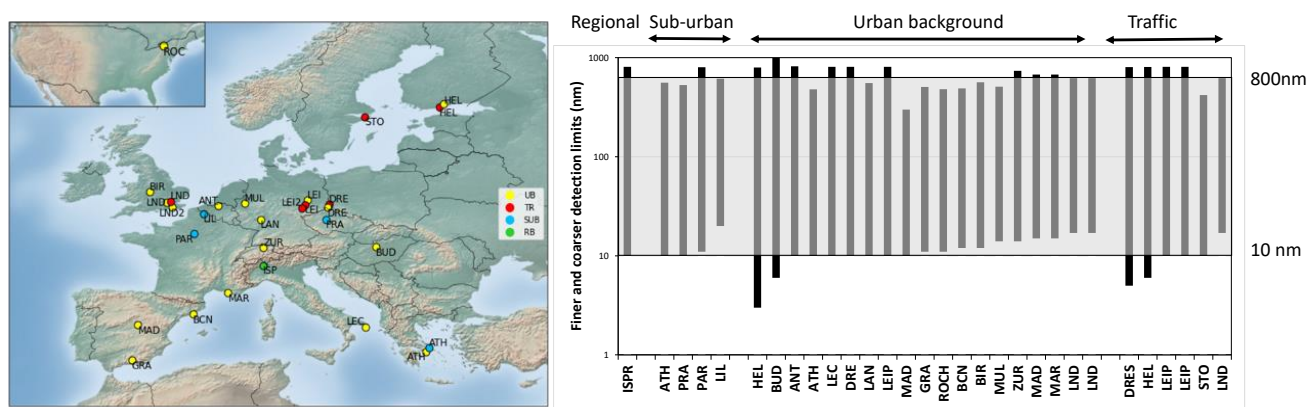 ROC
HEL
HEL
STO
BIR
LND
LND
LND2
ANT
MUL
LEI
LEI2
LEI
DRE
DRE
LIL
LAN
PRA
PAR
ZUR
BUD
ISP
MAR
BCN
MAD
LEC
ATH
ATH
GRA
UB
TR
SUB
RB
Regional Sub-urban Urban background Traffic
Finer and coarser detection limits (nm)
1000
100
10
1
800nm
10 nm
ISPR
ATH
PRA
PAR
LIL
HEL
BUD
ANT
ATH
LEC
DRE
LAN
LEIP
MAD
GRA
ROCH
BCN
BIR
MUL
ZUR
MAD
MAR
LND
LND
DRES
HEL
LEIP
LEIP
STO
LND